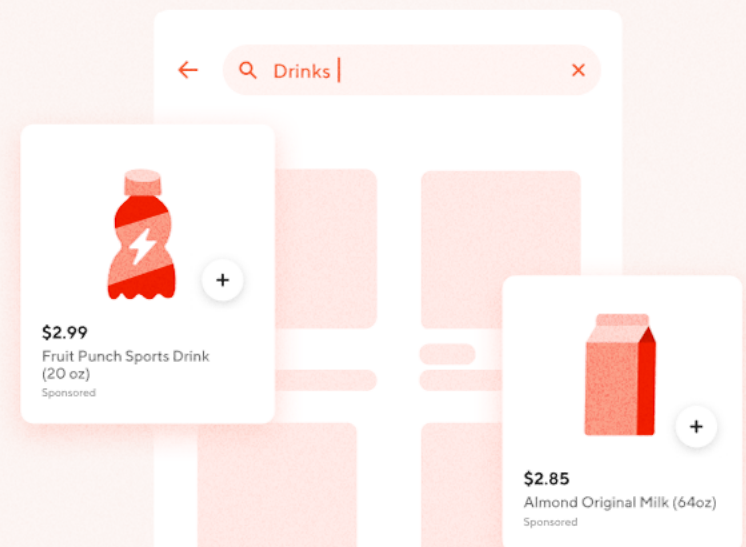 Drinks
$2.99
Fruit Punch Sports Drink
(20 oz)
Sponsored
$2.85
Almond Original Milk (64oz)
Sponsored